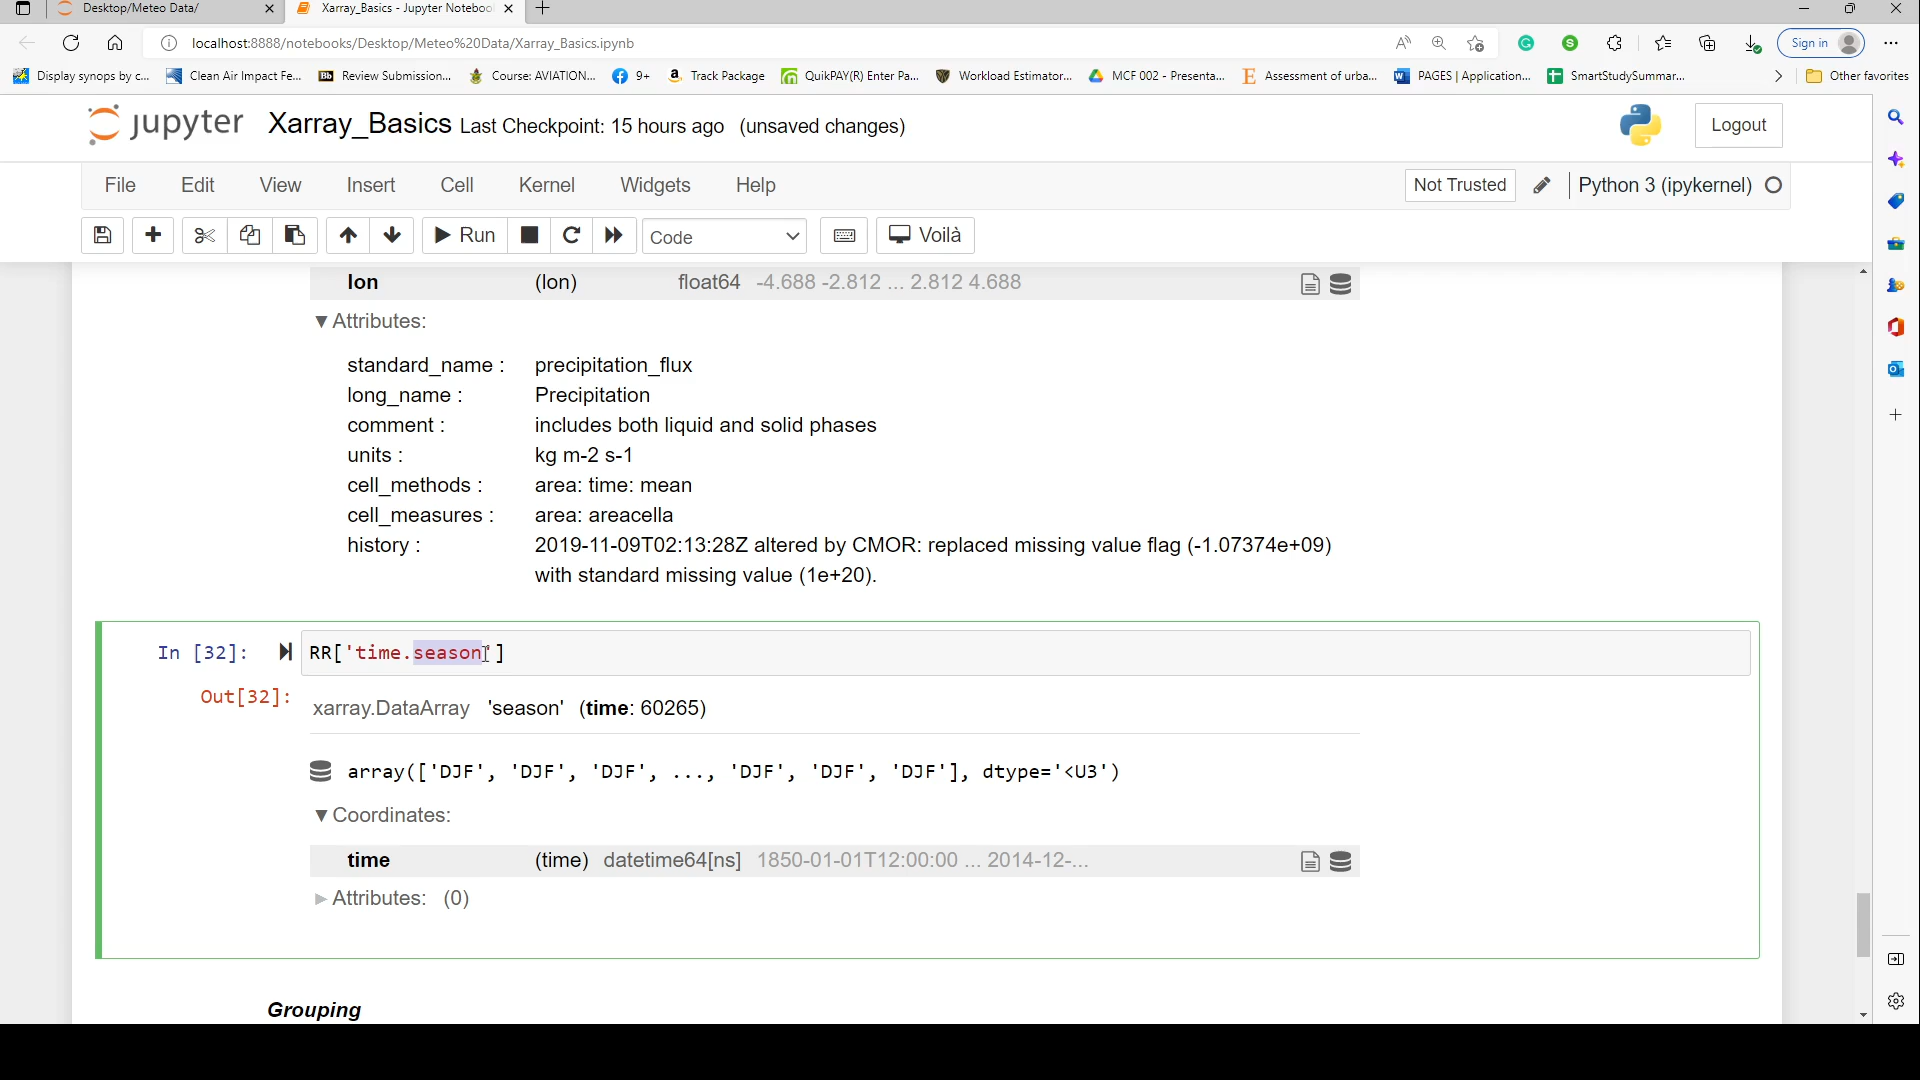 Desktop/Meteo Data/
Xarray_Basics - Jupyter Noteboo
localhost:8888/notebooks/Desktop/Meteo%20Data/Xarray_Basics.ipynb
Sign in
Display synops by c...
Clean Air Impact Fe...
Bb
Review Submission...
Course: AVIATION...
9+
Track Package
QuikPAY(R) Enter Pa...
Workload Estimator...
MCF 002 - Presenta...
Assessment of urba...
PAGES | Application...
SmartStudySummar...
Other favorites
jupyter
Xarray_Basics Last Checkpoint: 15 hours ago (unsaved changes)
Logout
File Edit View Insert Cell Kernel Widgets Help
Not Trusted
Python 3 (ipykernel)
Run
Code
Voilà
lon (lon) float64 -4.688 -2.812 ... 2.812 4.688
Attributes:
standard_name : precipitation_flux
long_name : Precipitation
comment : includes both liquid and solid phases
units : kg m-2 s-1
cell_methods : area: time: mean
cell_measures : area: areacella
history : 2019-11-09T02:13:28Z altered by CMOR: replaced missing value flag (-1.07374e+09)
with standard missing value (1e+20).
In [32]: RR['time.season']
Out[32]:
xarray.DataArray 'season' (time: 60265)
array(['DJF', 'DJF', 'DJF', ..., 'DJF', 'DJF', 'DJF'], dtype='<U3')
Coordinates:
time (time) datetime64[ns] 1850-01-01T12:00:00 ... 2014-12-...
Attributes: (0)
Grouping